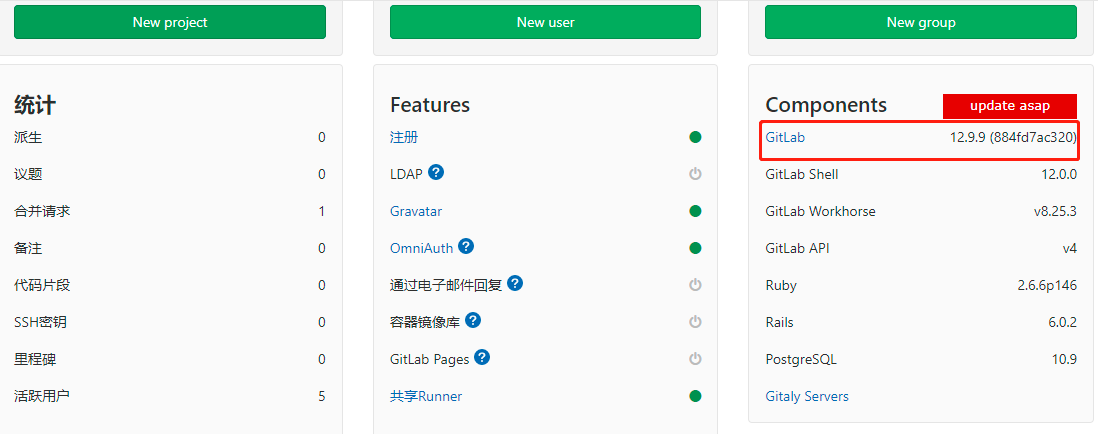 New project
New user
New group
统计
派生 0
议题 0
合并请求 1
备注 0
代码片段 0
SSH密钥 0
里程碑 0
活跃用户 5
Features
注册
LDAP ?
Gravatar
OmniAuth ?
通过电子邮件回复 ?
容器镜像库 ?
GitLab Pages ?
共享Runner
Components update asap
GitLab 12.9.9 (884fd7ac320)
GitLab Shell 12.0.0
GitLab Workhorse v8.25.3
GitLab API v4
Ruby 2.6.6p146
Rails 6.0.2
PostgreSQL 10.9
Gitaly Servers